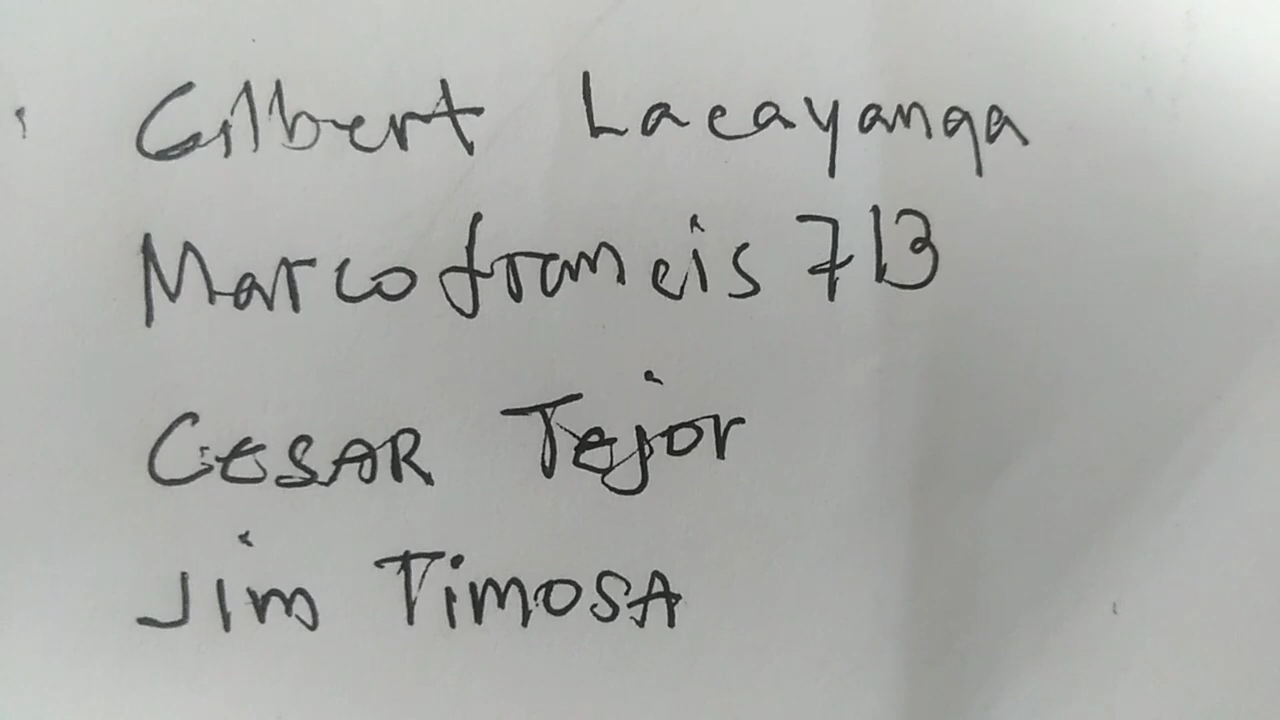 Gilbert Lacayanga
Marcofrancis 713
CESAR Tejor
Jim TimoSA